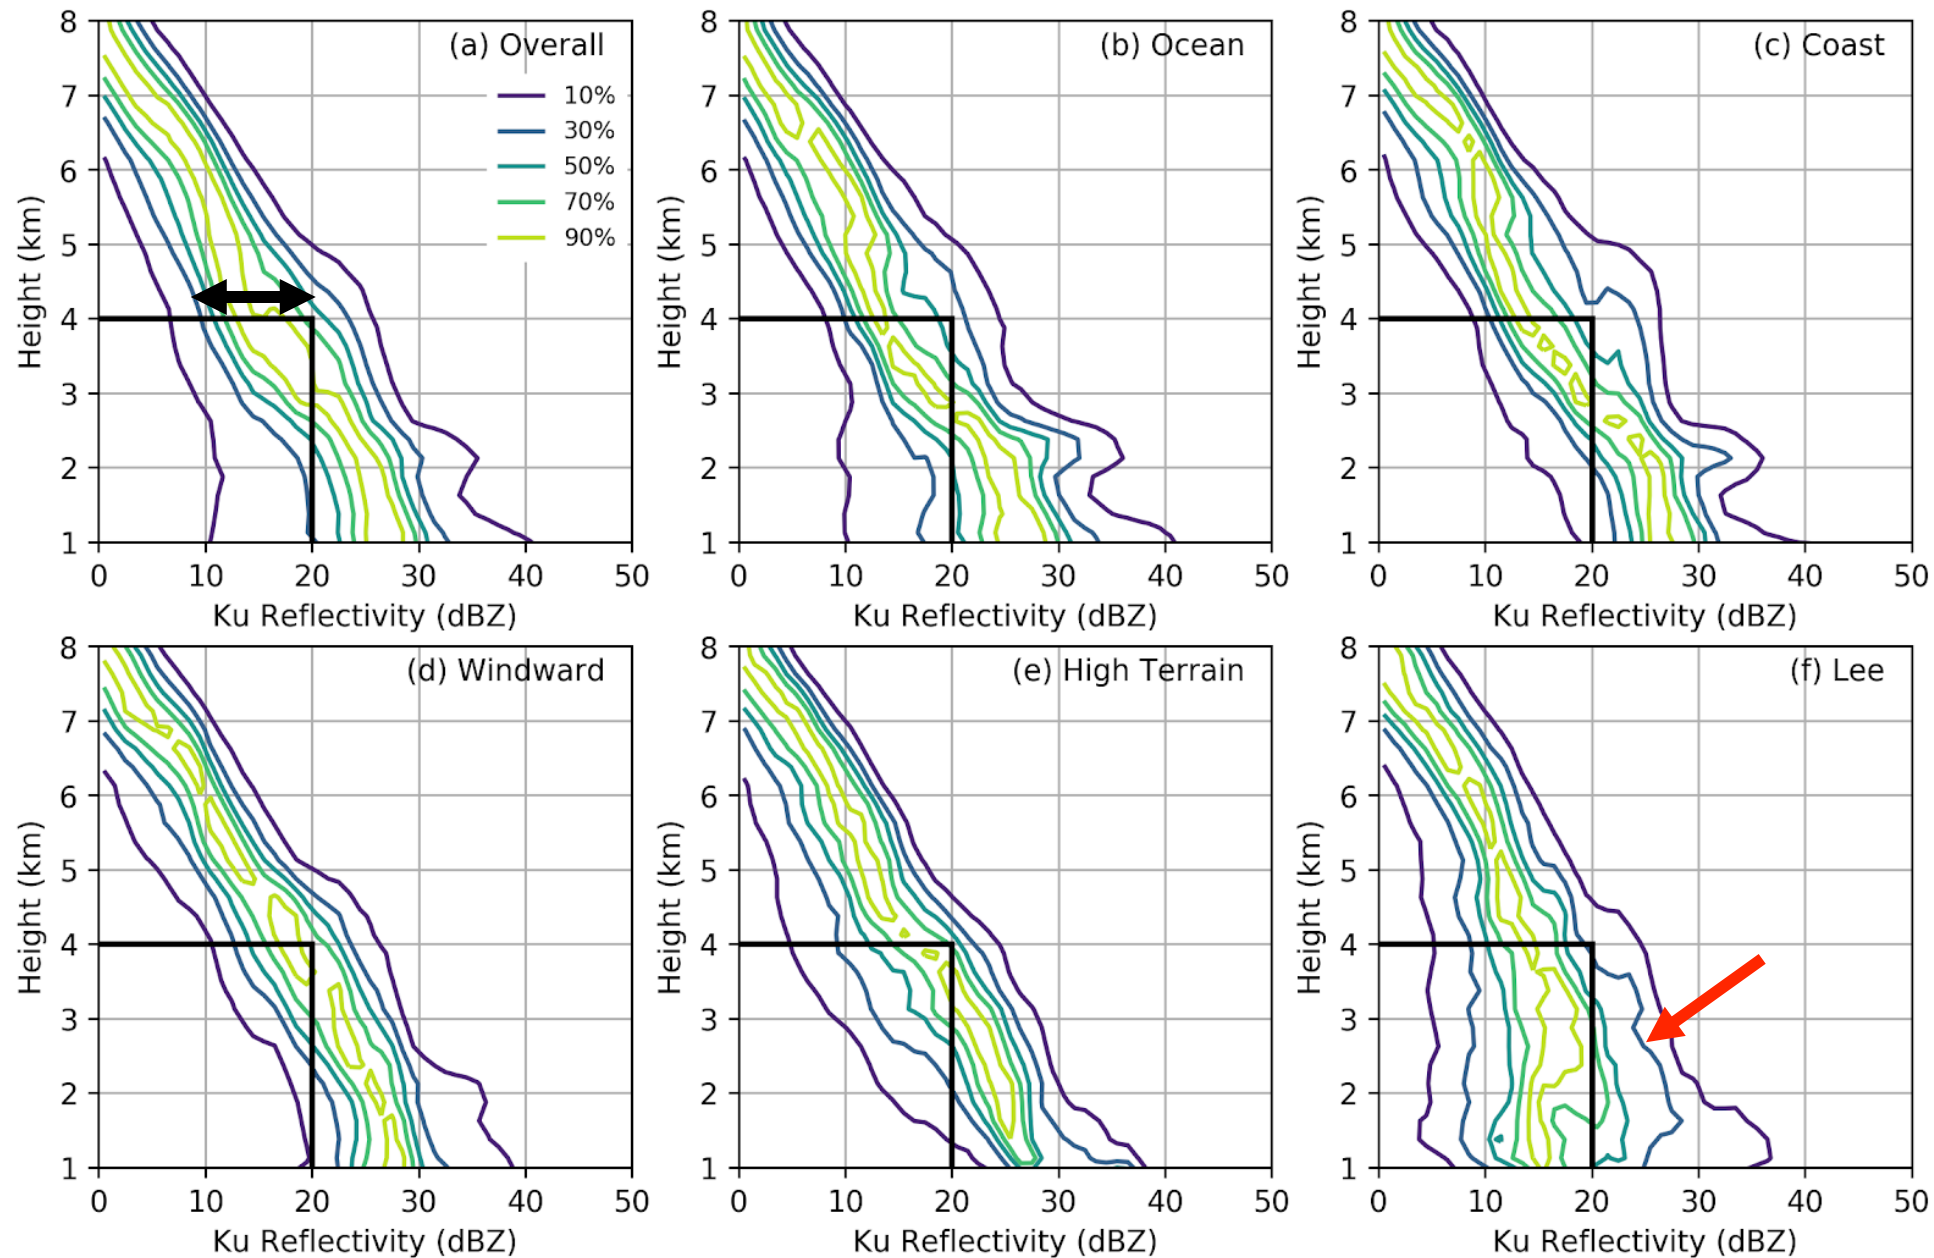 (a) Overall
10%
30%
50%
70%
90%
8
7
6
5
4
3
2
1
Height (km)
0 10 20 30 40 50
Ku Reflectivity (dBZ)
(b) Ocean
8
7
6
5
4
3
2
1
Height (km)
0 10 20 30 40 50
Ku Reflectivity (dBZ)
(c) Coast
8
7
6
5
4
3
2
1
Height (km)
0 10 20 30 40 50
Ku Reflectivity (dBZ)
(d) Windward
8
7
6
5
4
3
2
1
Height (km)
0 10 20 30 40 50
Ku Reflectivity (dBZ)
(e) High Terrain
8
7
6
5
4
3
2
1
Height (km)
0 10 20 30 40 50
Ku Reflectivity (dBZ)
(f) Lee
8
7
6
5
4
3
2
1
Height (km)
0 10 20 30 40 50
Ku Reflectivity (dBZ)